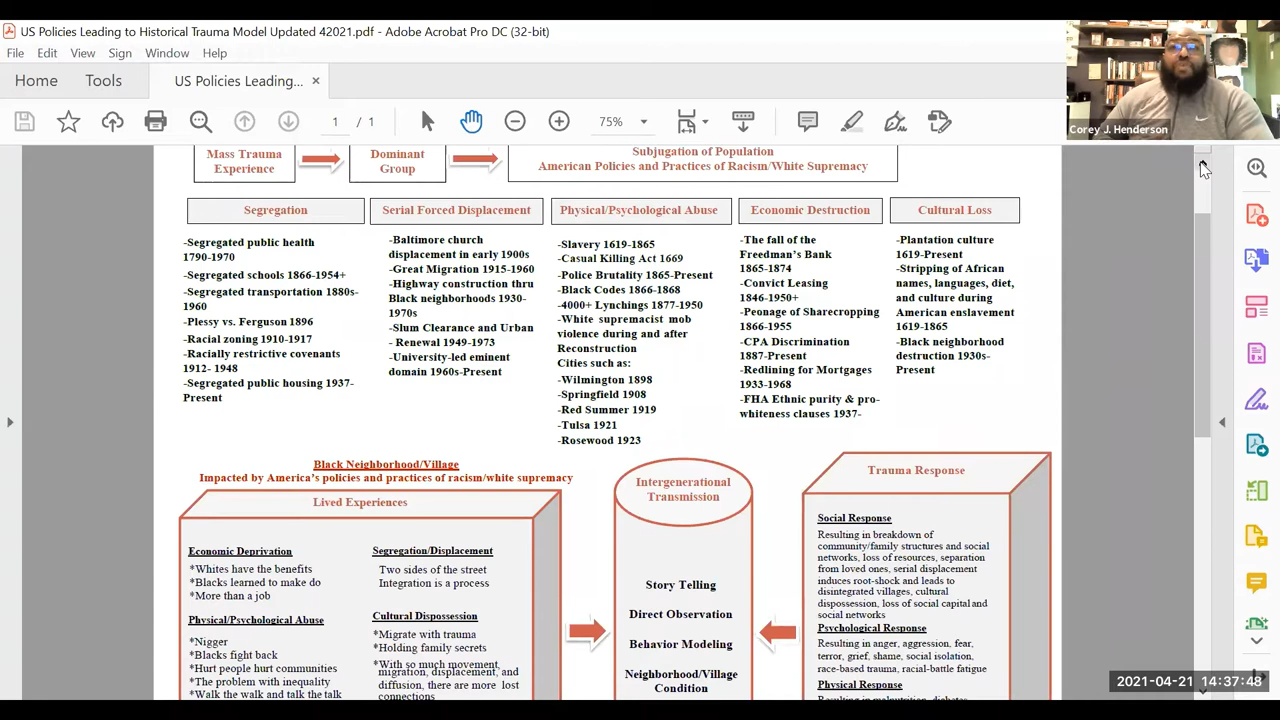 US Policies Leading to Historical Trauma Model Updated 42021.pdf - Adobe Acrobat Pro DC (32-bit)
File Edit View Sign Window Help
Home Tools US Policies Leading...
1 / 1 75%
Corey J. Henderson
Mass Trauma
Experience
Dominant
Group
Subjugation of Population
American Policies and Practices of Racism/White Supremacy
Segregation
-Segregated public health
1790-1970
-Segregated schools 1866-1954+
-Segregated transportation 1880s-
1960
-Plessy vs. Ferguson 1896
-Racial zoning 1910-1917
-Racially restrictive covenants
1912- 1948
-Segregated public housing 1937-
Present
Serial Forced Displacement
-Baltimore church
displacement in early 1900s
-Great Migration 1915-1960
-Highway construction thru
Black neighborhoods 1930-
1970s
-Slum Clearance and Urban
- Renewal 1949-1973
-University-led eminent
domain 1960s-Present
Physical/Psychological Abuse
-Slavery 1619-1865
-Casual Killing Act 1669
-Police Brutality 1865-Present
-Black Codes 1866-1868
-4000+ Lynchings 1877-1950
-White supremacist mob
violence during and after
Reconstruction
Cities such as:
-Wilmington 1898
-Springfield 1908
-Red Summer 1919
-Tulsa 1921
-Rosewood 1923
Economic Destruction
-The fall of the
Freedman's Bank
1865-1874
-Convict Leasing
1846-1950+
-Peonage of Sharecropping
1866-1955
-CPA Discrimination
1887-Present
-Redlining for Mortgages
1933-1968
-FHA Ethnic purity & pro-
whiteness clauses 1937-
Cultural Loss
-Plantation culture
1619-Present
-Stripping of African
names, languages, diet,
and culture during
American enslavement
1619-1865
-Black neighborhood
destruction 1930s-
Present
Black Neighborhood/Village
Impacted by America's policies and practices of racism/white supremacy
Lived Experiences
Economic Deprivation
*Whites have the benefits
*Blacks learned to make do
*More than a job
Physical/Psychological Abuse
*Nigger
*Blacks fight back
*Hurt people hurt communities
*The problem with inequality
*Walk the walk and talk the talk
Segregation/Displacement
Two sides of the street
Integration is a process
Cultural Dispossession
*Migrate with trauma
*Holding family secrets
*With so much movement,
migration, displacement, and
diffusion, there are more lost
connections
Intergenerational
Transmission
Story Telling
Direct Observation
Behavior Modeling
Neighborhood/Village
Condition
Trauma Response
Social Response
Resulting in breakdown of
community/family structures and social
networks, loss of resources, separation
from loved ones, serial displacement
induces root-shock and leads to
disintegrated villages, cultural
dispossession, loss of social capital and
social networks
Psychological Response
Resulting in anger, aggression, fear,
terror, grief, shame, social isolation,
race-based trauma, racial-battle fatigue
Physical Response
Resulting in malnutrition, diabetes
2021-04-21 14:37:48